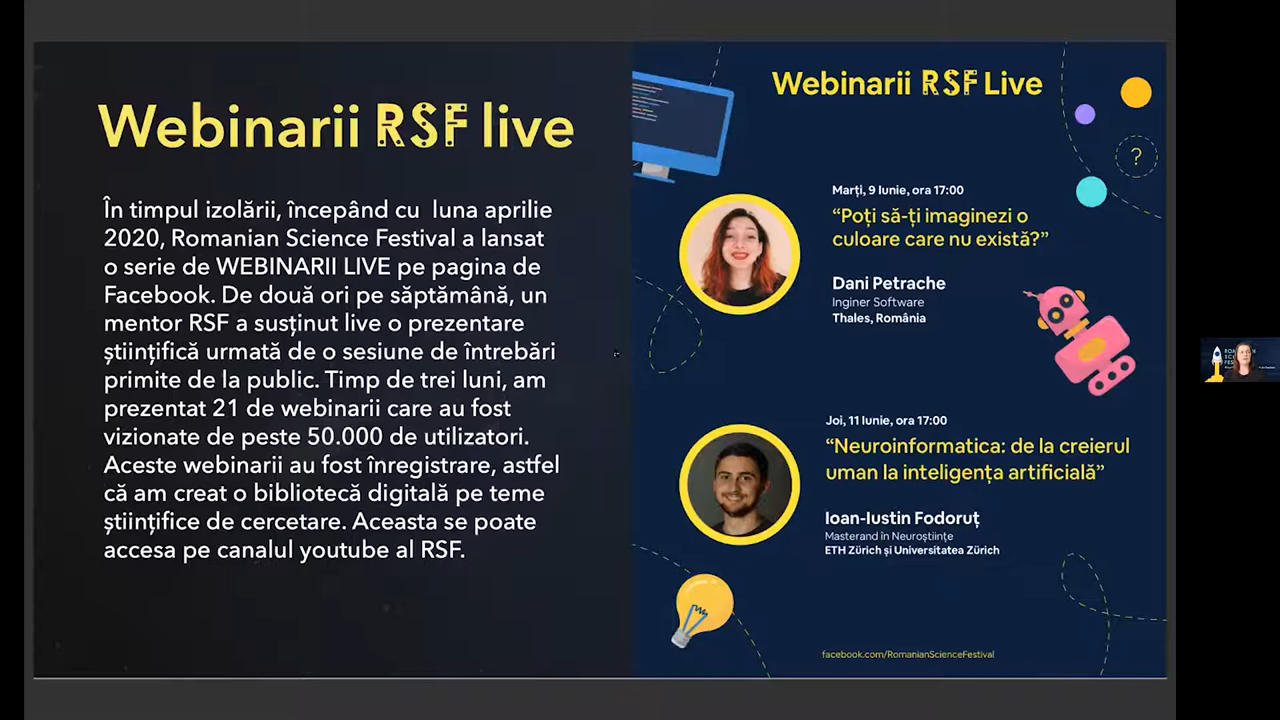 Webinarii RSF live
În timpul izolării, începând cu luna aprilie
2020, Romanian Science Festival a lansat
o serie de WEBINARII LIVE pe pagina de
Facebook. De două ori pe săptămână, un
mentor RSF a susținut live o prezentare
științifică urmată de o sesiune de întrebări
primite de la public. Timp de trei luni, am
prezentat 21 de webinarii care au fost
vizionate de peste 50.000 de utilizatori.
Aceste webinarii au fost înregistrare, astfel
că am creat o bibliotecă digitală pe teme
științifice de cercetare. Aceasta se poate
accesa pe canalul youtube al RSF.
Webinarii RSF Live
?
Marți, 9 Iunie, ora 17:00
“Poți să-ți imaginezi o
culoare care nu există?”
Dani Petrache
Inginer Software
Thales, România
Joi, 11 Iunie, ora 17:00
“Neuroinformatica: de la creierul
uman la inteligența artificială”
Ioan-Iustin Fodoruț
Masterand în Neuroștiințe
ETH Zürich și Universitatea Zürich
facebook.com/RomanianScienceFestival